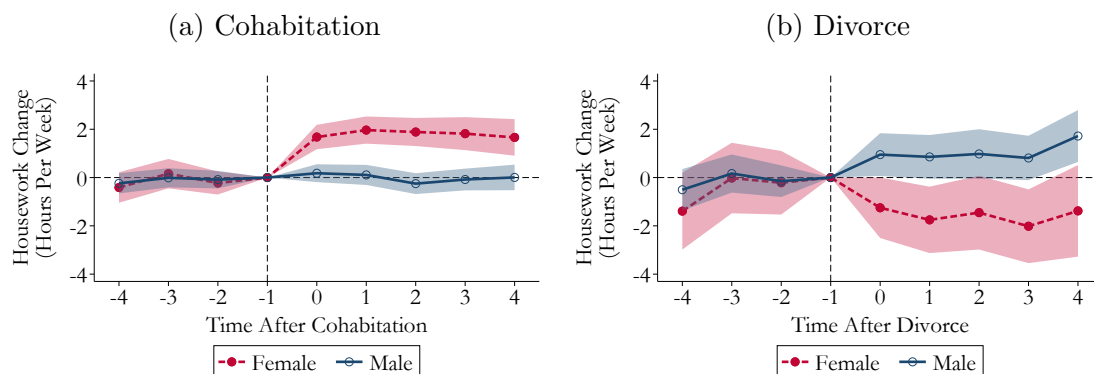 (a) Cohabitation
Housework Change
(Hours Per Week)
4
2
0
-2
-4
-4 -3 -2 -1 0 1 2 3 4
Time After Cohabitation
Female Male
(b) Divorce
Housework Change
(Hours Per Week)
4
2
0
-2
-4
-4 -3 -2 -1 0 1 2 3 4
Time After Divorce
Female Male